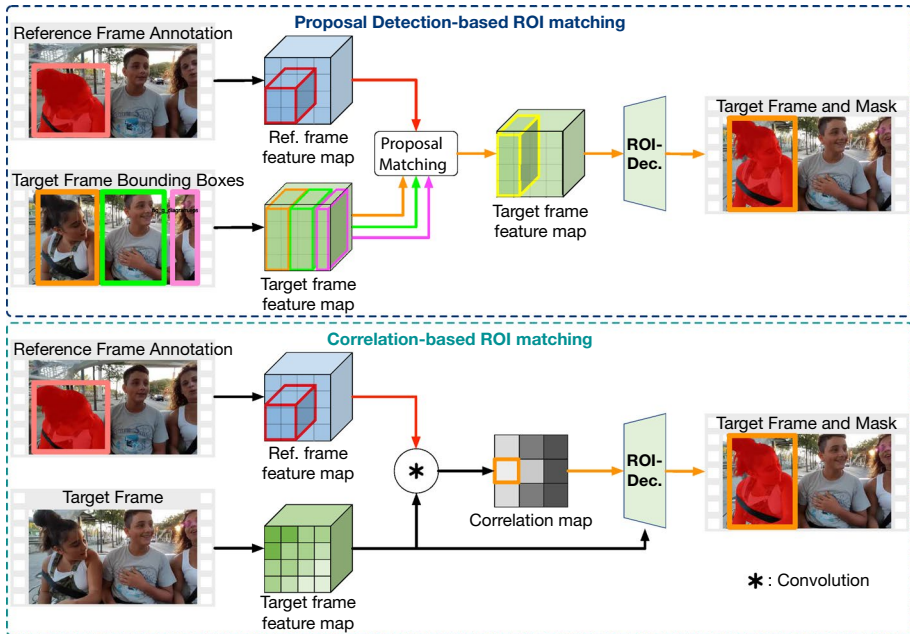 Proposal Detection-based ROI matching
Reference Frame Annotation
Ref. frame
feature map
Proposal
Matching
ROI-
Dec.
Target Frame and Mask
Target Frame Bounding Boxes
Target frame
feature map
Target frame
feature map
Correlation-based ROI matching
Reference Frame Annotation
Ref. frame
feature map
*
Correlation map
ROI-
Dec.
Target Frame and Mask
Target Frame
Target frame
feature map
* : Convolution